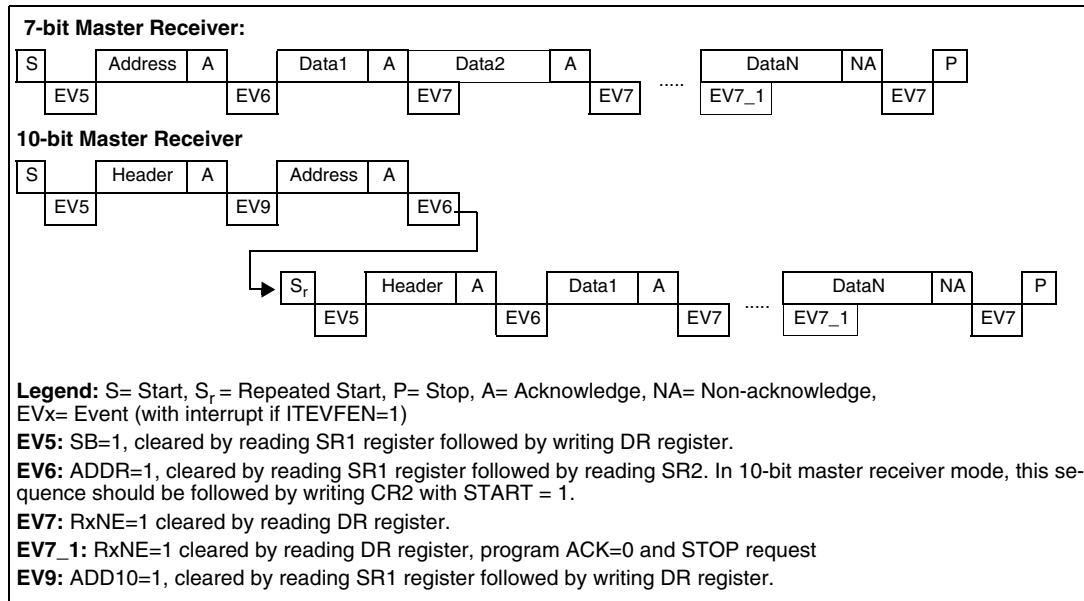 7-bit Master Receiver:
S Address A Data1 A Data2 A ..... DataN NA P
EV5 EV6 EV7 EV7 EV7_1 EV7
10-bit Master Receiver
S Header A Address A
EV5 EV9 EV6
Sr Header A Data1 A ..... DataN NA P
EV5 EV6 EV7 EV7_1 EV7
Legend: S= Start, Sr = Repeated Start, P= Stop, A= Acknowledge, NA= Non-acknowledge,
EVx= Event (with interrupt if ITEVFEN=1)
EV5: SB=1, cleared by reading SR1 register followed by writing DR register.
EV6: ADDR=1, cleared by reading SR1 register followed by reading SR2. In 10-bit master receiver mode, this se-
quence should be followed by writing CR2 with START = 1.
EV7: RxNE=1 cleared by reading DR register.
EV7_1: RxNE=1 cleared by reading DR register, program ACK=0 and STOP request
EV9: ADD10=1, cleared by reading SR1 register followed by writing DR register.